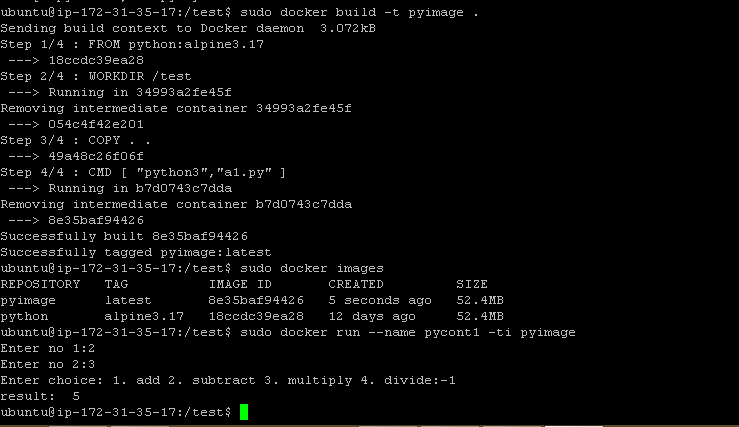 ubuntu@ip-172-31-35-17:/test$ sudo docker build -t pyimage .
Sending build context to Docker daemon  3.072kB
Step 1/4 : FROM python:alpine3.17
 ---> 18ccdc39ea28
Step 2/4 : WORKDIR /test
 ---> Running in 34993a2fe45f
Removing intermediate container 34993a2fe45f
 ---> 054c4f42e201
Step 3/4 : COPY . .
 ---> 49a48c26f06f
Step 4/4 : CMD [ "python3","a1.py" ]
 ---> Running in b7d0743c7dda
Removing intermediate container b7d0743c7dda
 ---> 8e35baf94426
Successfully built 8e35baf94426
Successfully tagged pyimage:latest
ubuntu@ip-172-31-35-17:/test$ sudo docker images
REPOSITORY   TAG          IMAGE ID       CREATED         SIZE
pyimage      latest       8e35baf94426   5 seconds ago   52.4MB
python       alpine3.17   18ccdc39ea28   12 days ago     52.4MB
ubuntu@ip-172-31-35-17:/test$ sudo docker run --name pycont1 -ti pyimage
Enter no 1:2
Enter no 2:3
Enter choice: 1. add 2. subtract 3. multiply 4. divide:-1
result:  5
ubuntu@ip-172-31-35-17:/test$